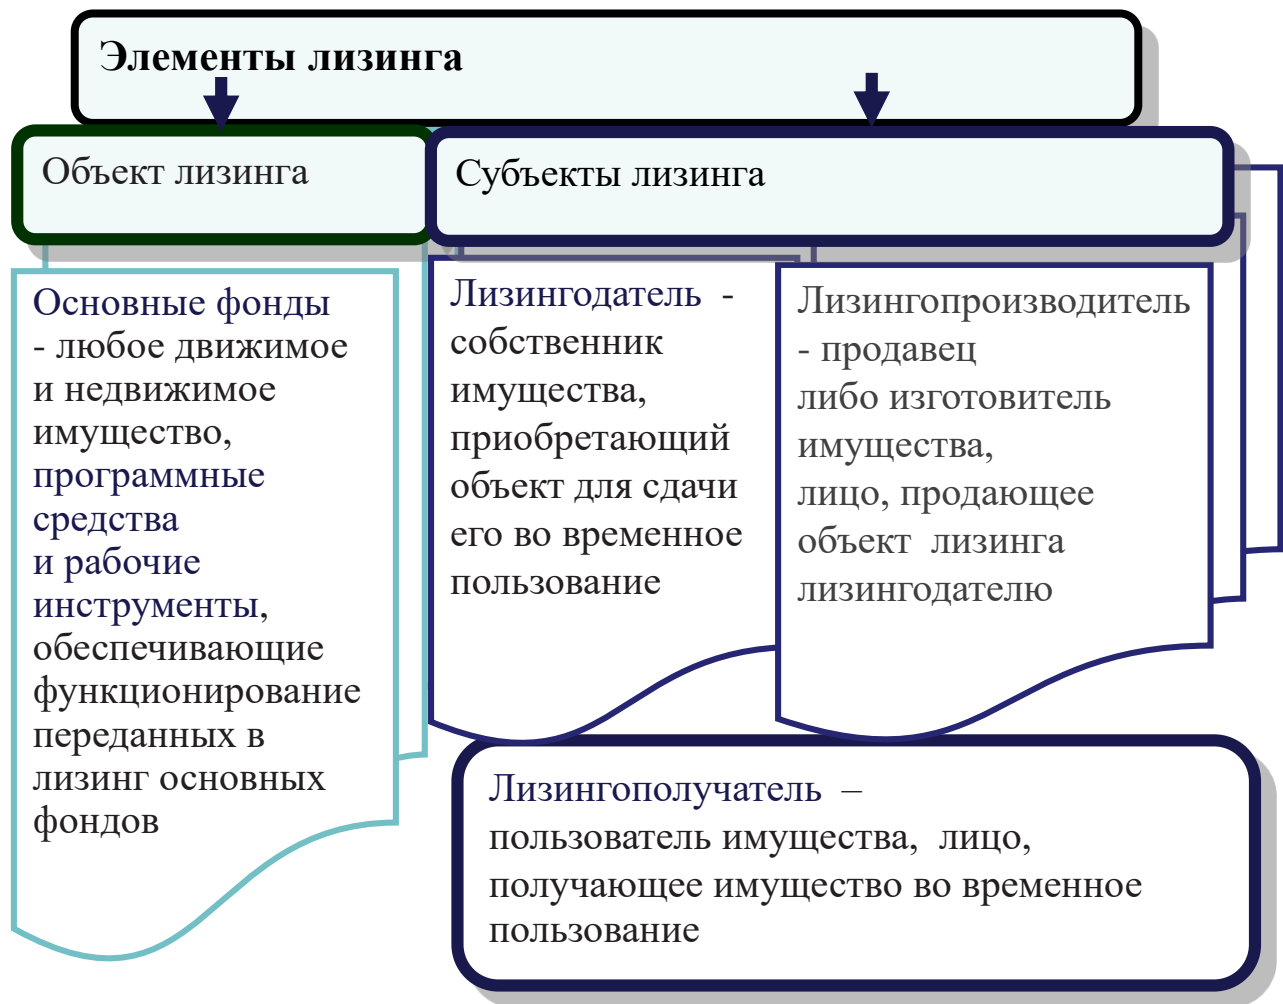 Элементы лизинга
Объект лизинга
Субъекты лизинга
Основные фонды
- любое движимое
и недвижимое
имущество,
программные
средства
и рабочие
инструменты,
обеспечивающие
функционирование
переданных в
лизинг основных
фондов
Лизингодатель -
собственник
имущества,
приобретающий
объект для сдачи
его во временное
пользование
Лизингопроизводитель
- продавец
либо изготовитель
имущества,
лицо, продающее
объект лизинга
лизингодателю
Лизингополучатель –
пользователь имущества, лицо,
получающее имущество во временное
пользование